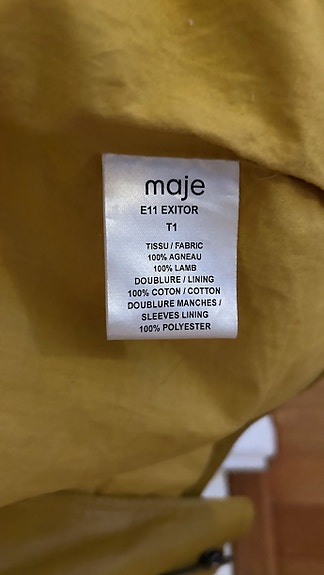 maje
E11 EXITOR
T1
TISSU / FABRIC
100% AGNEAU
100% LAMB
DOUBLURE / LINING
100% COTON / COTTON
DOUBLURE MANCHES /
SLEEVES LINING
100% POLYESTER